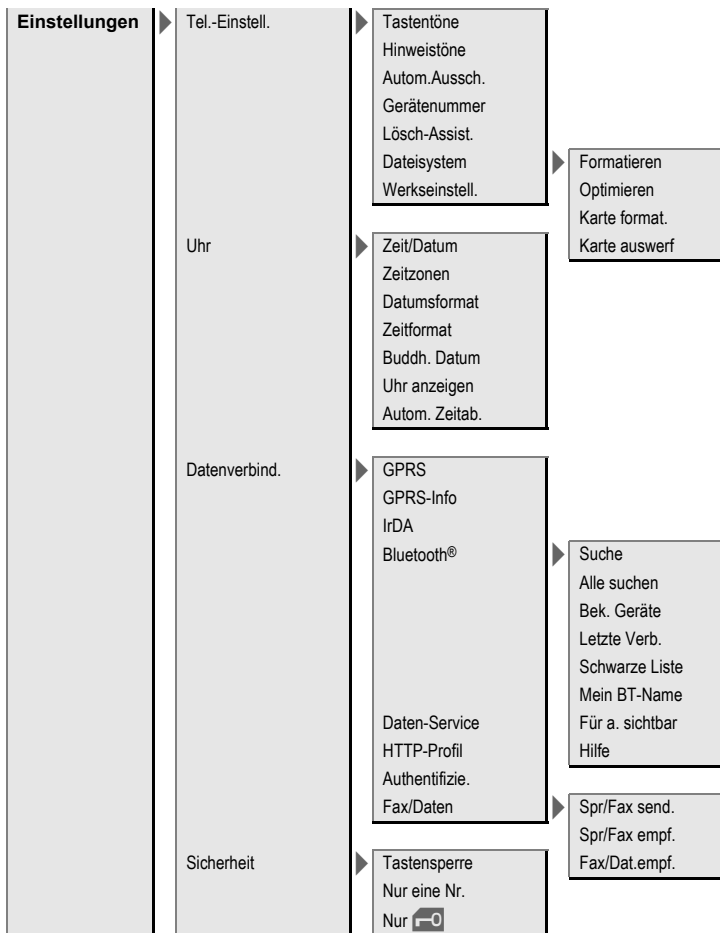 Einstellungen
Tel.-Einstell.
Tastentöne
Hinweistöne
Autom.Aussch.
Gerätenummer
Lösch-Assist.
Dateisystem
Formatieren
Optimieren
Karte format.
Karte auswerf
Werkseinstell.
Uhr
Zeit/Datum
Zeitzonen
Datumsformat
Zeitformat
Buddh. Datum
Uhr anzeigen
Autom. Zeitab.
Datenverbind.
GPRS
GPRS-Info
IrDA
Bluetooth®
Suche
Alle suchen
Bek. Geräte
Letzte Verb.
Schwarze Liste
Mein BT-Name
Für a. sichtbar
Hilfe
Daten-Service
HTTP-Profil
Authentifizie.
Fax/Daten
Spr/Fax send.
Spr/Fax empf.
Fax/Dat.empf.
Sicherheit
Tastensperre
Nur eine Nr.
Nur